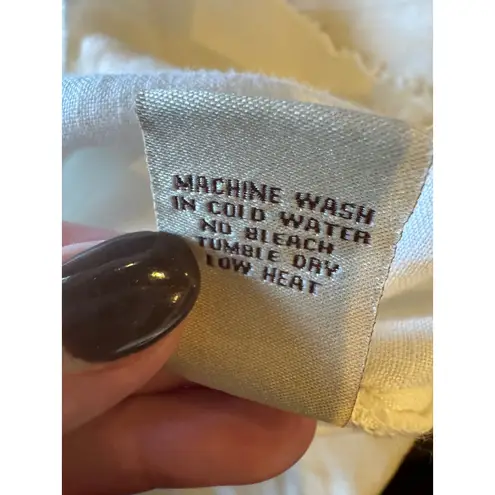 MACHINE WASH
IN COLD WATER
NO BLEACH
TUMBLE DRY
LOW HEAT